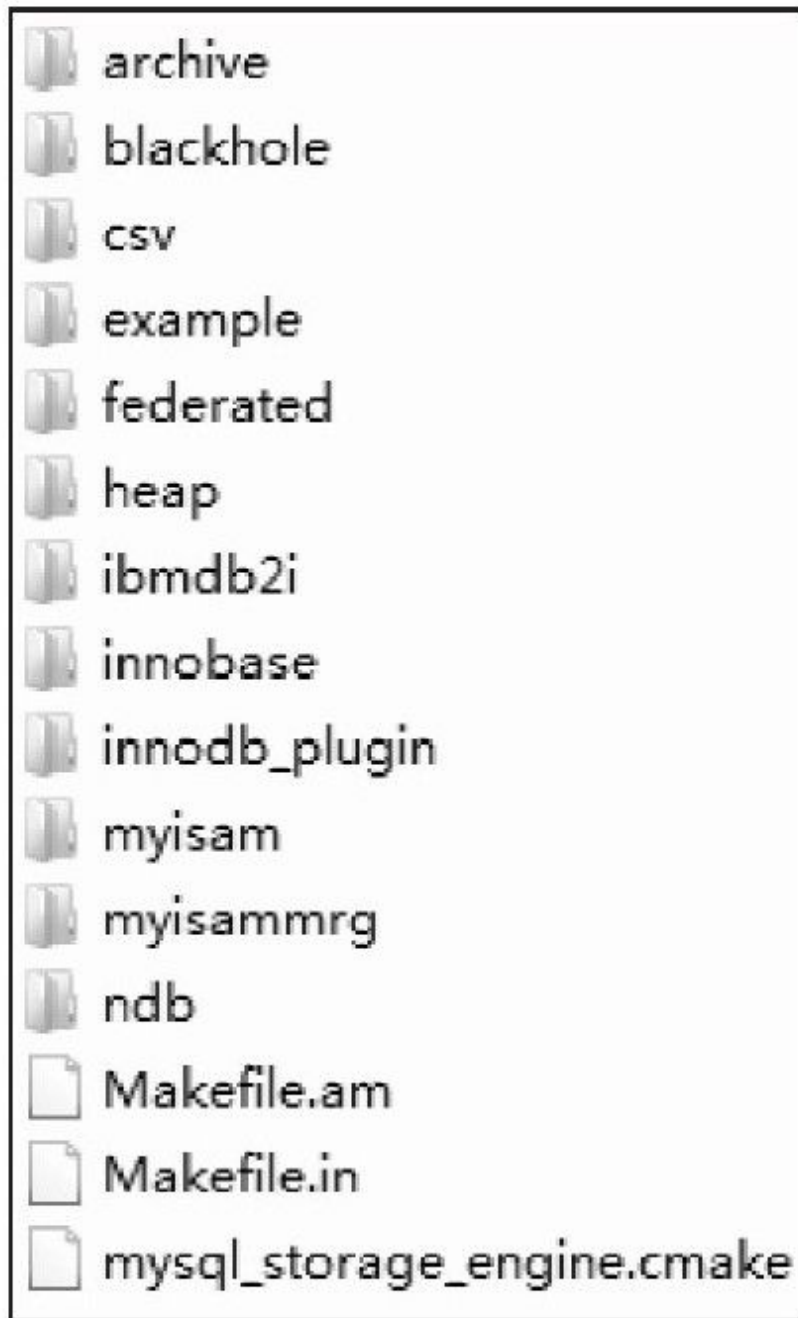 archive
blackhole
csv
example
federated
heap
ibmdb2i
innobase
innodb_plugin
myisam
myisammrg
ndb
Makefile.am
Makefile.in
mysql_storage_engine.cmake